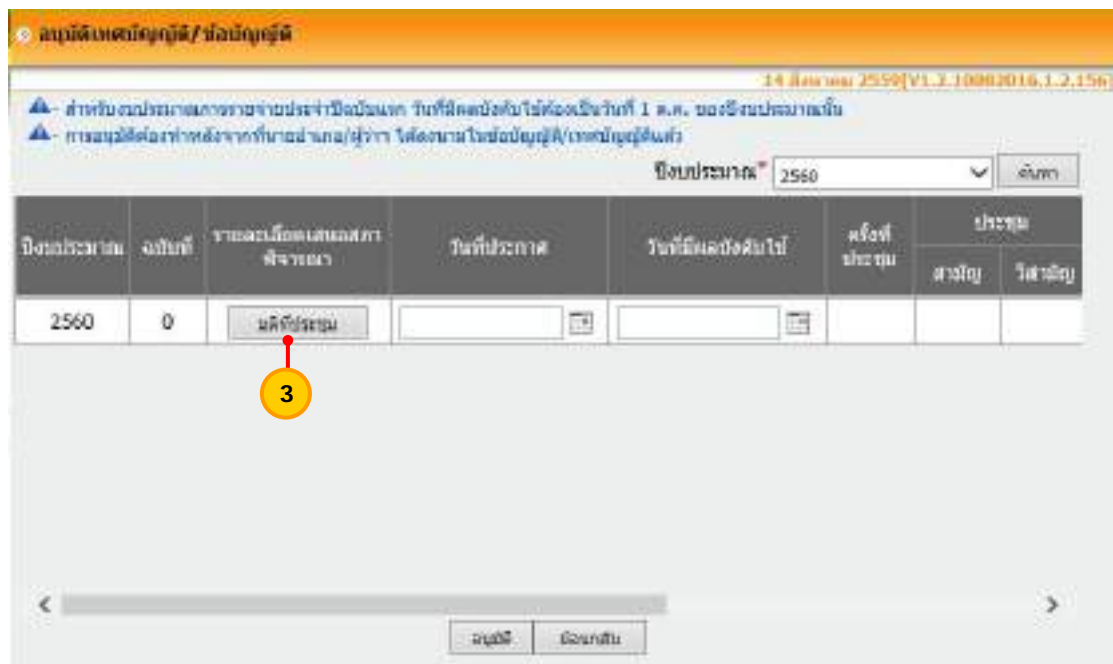 อนุมัติเทศบัญญัติ/ข้อบัญญัติ
14 สิงหาคม 2559[V1.2.10082016.1.2.156]
- สำหรับงบประมาณการรายจ่ายประจำปีฉบับแรก วันที่มีผลบังคับใช้ต้องเป็นวันที่ 1 ต.ค. ของปีงบประมาณนั้น
- การอนุมัติต้องทำหลังจากที่นายอำเภอ/ผู้ว่าฯ ได้ลงนามในข้อบัญญัติ/เทศบัญญัติแล้ว
ปีงบประมาณ* 2560 ค้นหา
ปีงบประมาณ ฉบับที่ รายละเอียดเสนอสภาพิจารณา วันที่ประกาศ วันที่มีผลบังคับใช้ ครั้งที่ประชุม ประชุม
สามัญ วิสามัญ
2560 0 มติที่ประชุม
3
อนุมัติ ย้อนกลับ